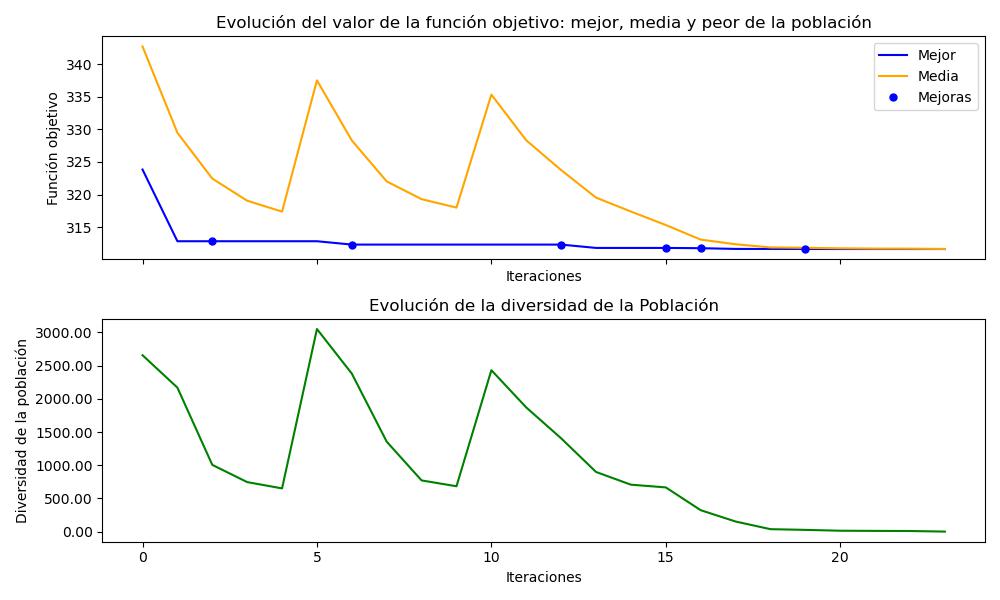 Evolución del valor de la función objetivo: mejor, media y peor de la población
340
335
330
325
320
315
Función objetivo
Mejor
Media
Mejoras
Iteraciones
Evolución de la diversidad de la Población
3000.00
2500.00
2000.00
1500.00
1000.00
500.00
0.00
Diversidad de la población
0 5 10 15 20
Iteraciones